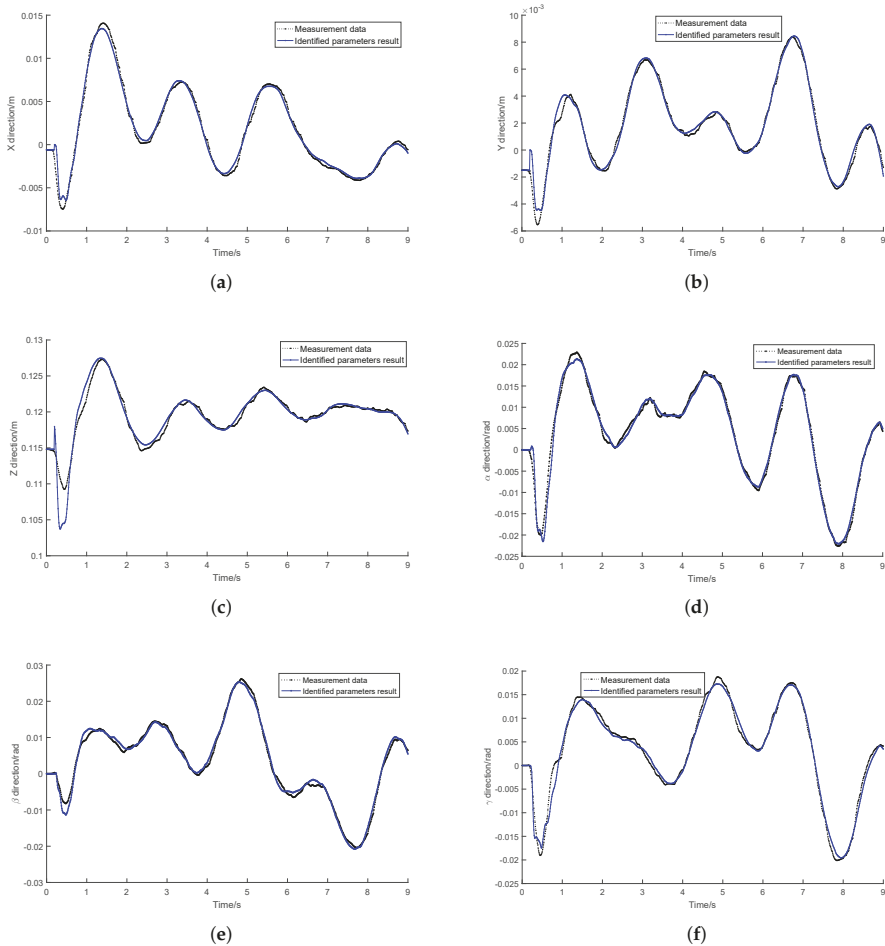 0.015
0.01
0.005
0
-0.005
-0.01
X direction/m
0 1 2 3 4 5 6 7 8 9
Time/s
Measurement data
Identified parameters result
(a)
10 ×10-3
8
6
4
2
0
-2
-4
-6
Y direction/m
0 1 2 3 4 5 6 7 8 9
Time/s
Measurement data
Identified parameters result
(b)
0.13
0.125
0.12
0.115
0.11
0.105
0.1
Z direction/m
0 1 2 3 4 5 6 7 8 9
Time/s
Measurement data
Identified parameters result
(c)
0.025
0.02
0.015
0.01
0.005
0
-0.005
-0.01
-0.015
-0.02
-0.025
α direction/rad
0 1 2 3 4 5 6 7 8 9
Time/s
Measurement data
Identified parameters result
(d)
0.03
0.02
0.01
0
-0.01
-0.02
-0.03
β direction/rad
0 1 2 3 4 5 6 7 8 9
Time/s
Measurement data
Identified parameters result
(e)
0.02
0.015
0.01
0.005
0
-0.005
-0.01
-0.015
-0.02
-0.025
γ direction/rad
0 1 2 3 4 5 6 7 8 9
Time/s
Measurement data
Identified parameters result
(f)